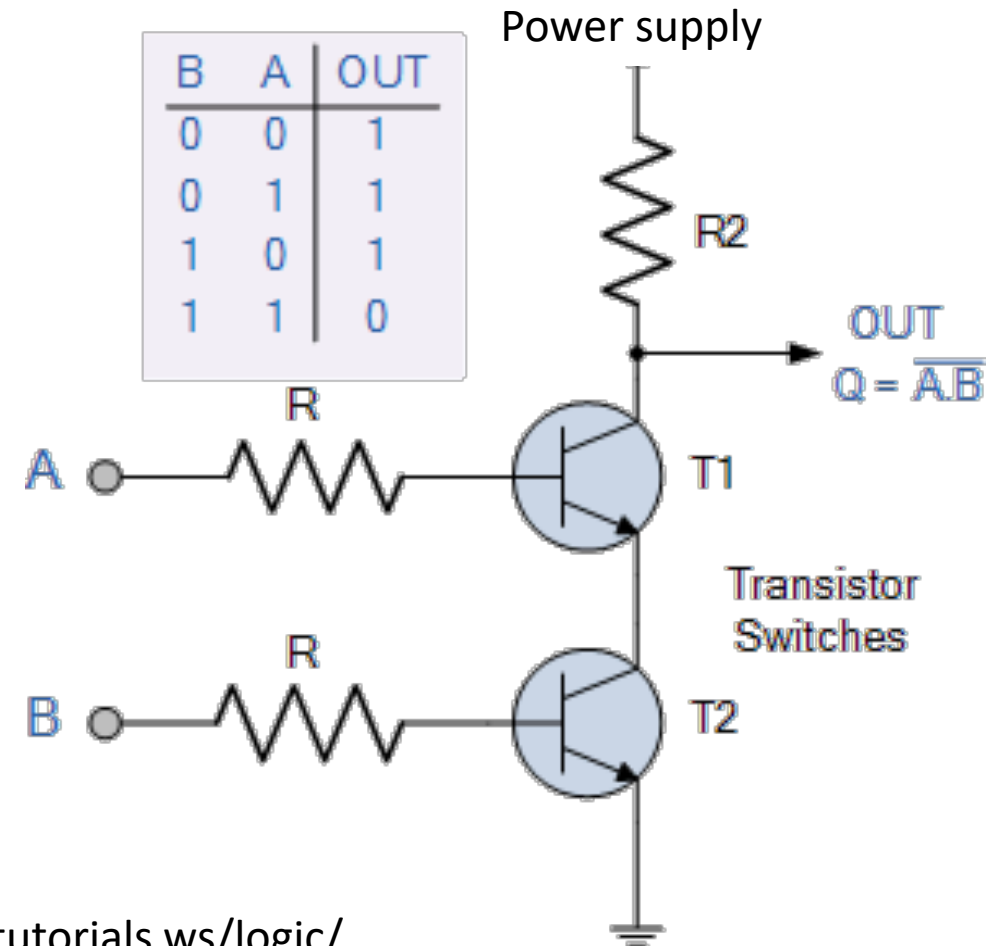 Power supply
B A OUT
0 0 1
0 1 1
1 0 1
1 1 0
R2
OUT
Q = A.B
R
A
T1
Transistor
Switches
R
B
T2
tutorials.ws/logic/